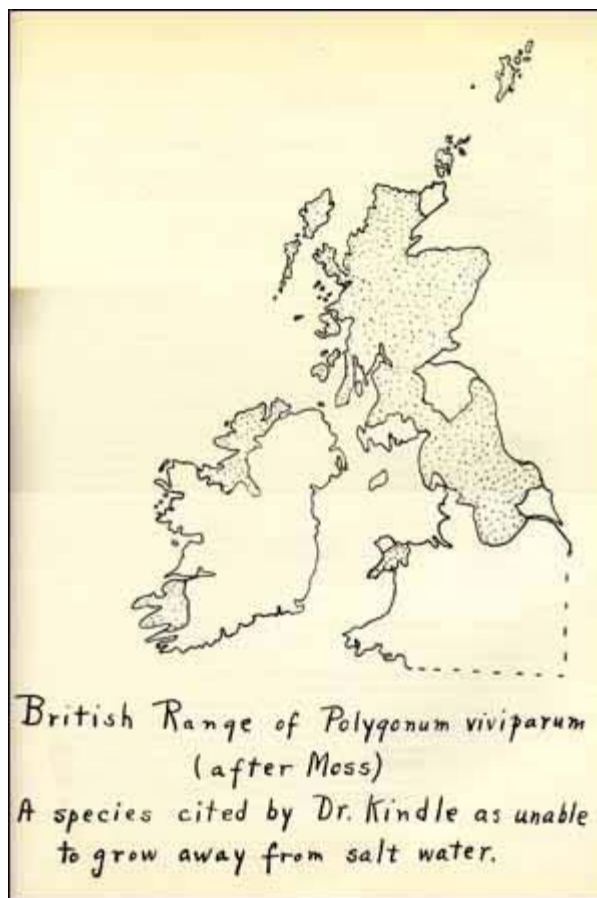 British Range of Polygonum viviparum
(after Moss)
A species cited by Dr. Kindle as unable
to grow away from salt water.